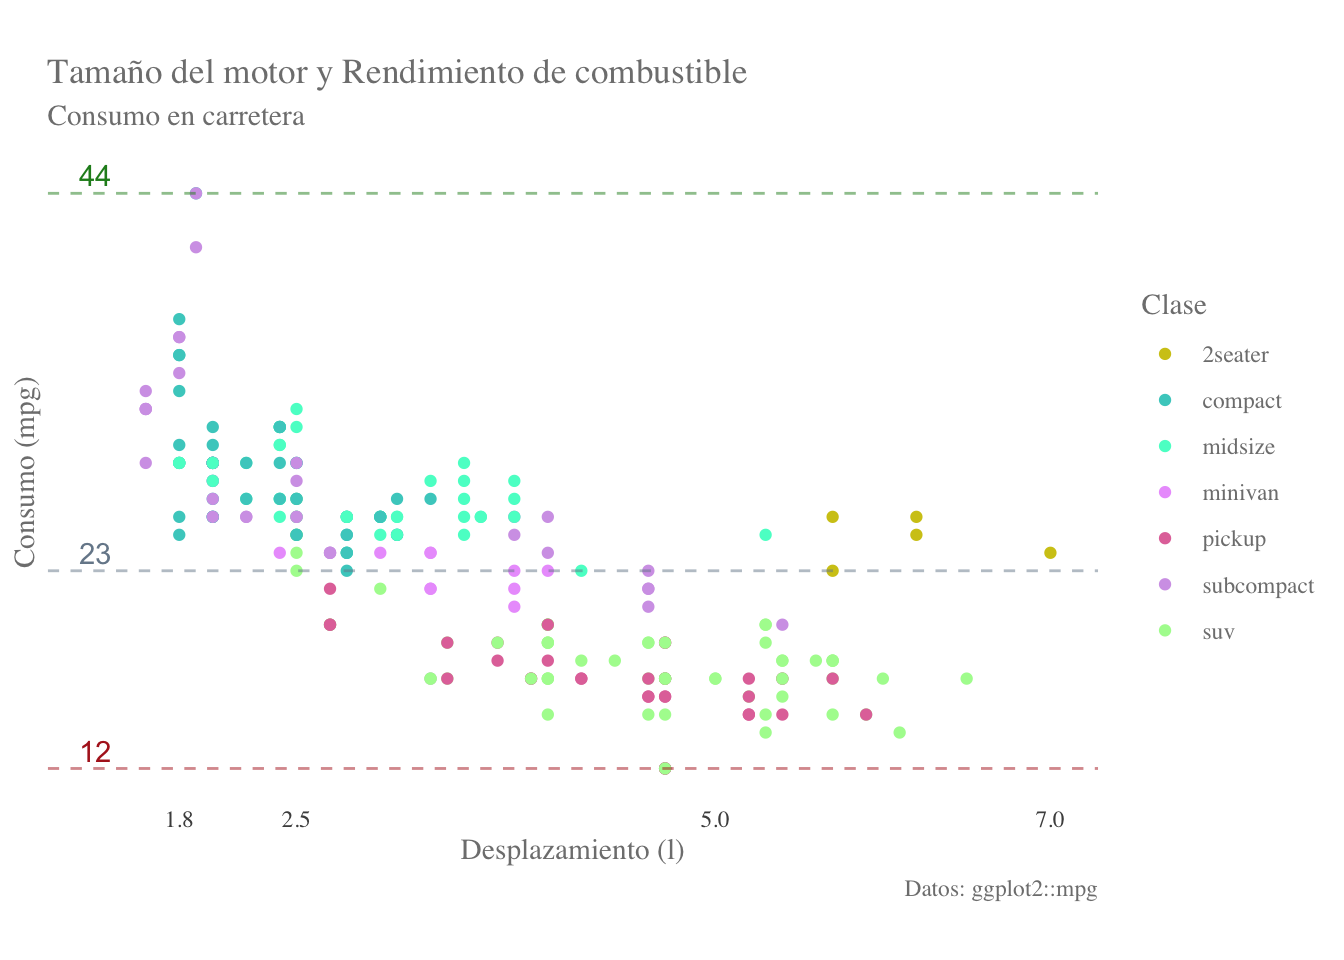 Tamaño del motor y Rendimiento de combustible
Consumo en carretera
44
23
12
Consumo (mpg)
1.8 2.5 5.0 7.0
Desplazamiento (l)
Datos: ggplot2::mpg
Clase
2seater
compact
midsize
minivan
pickup
subcompact
suv